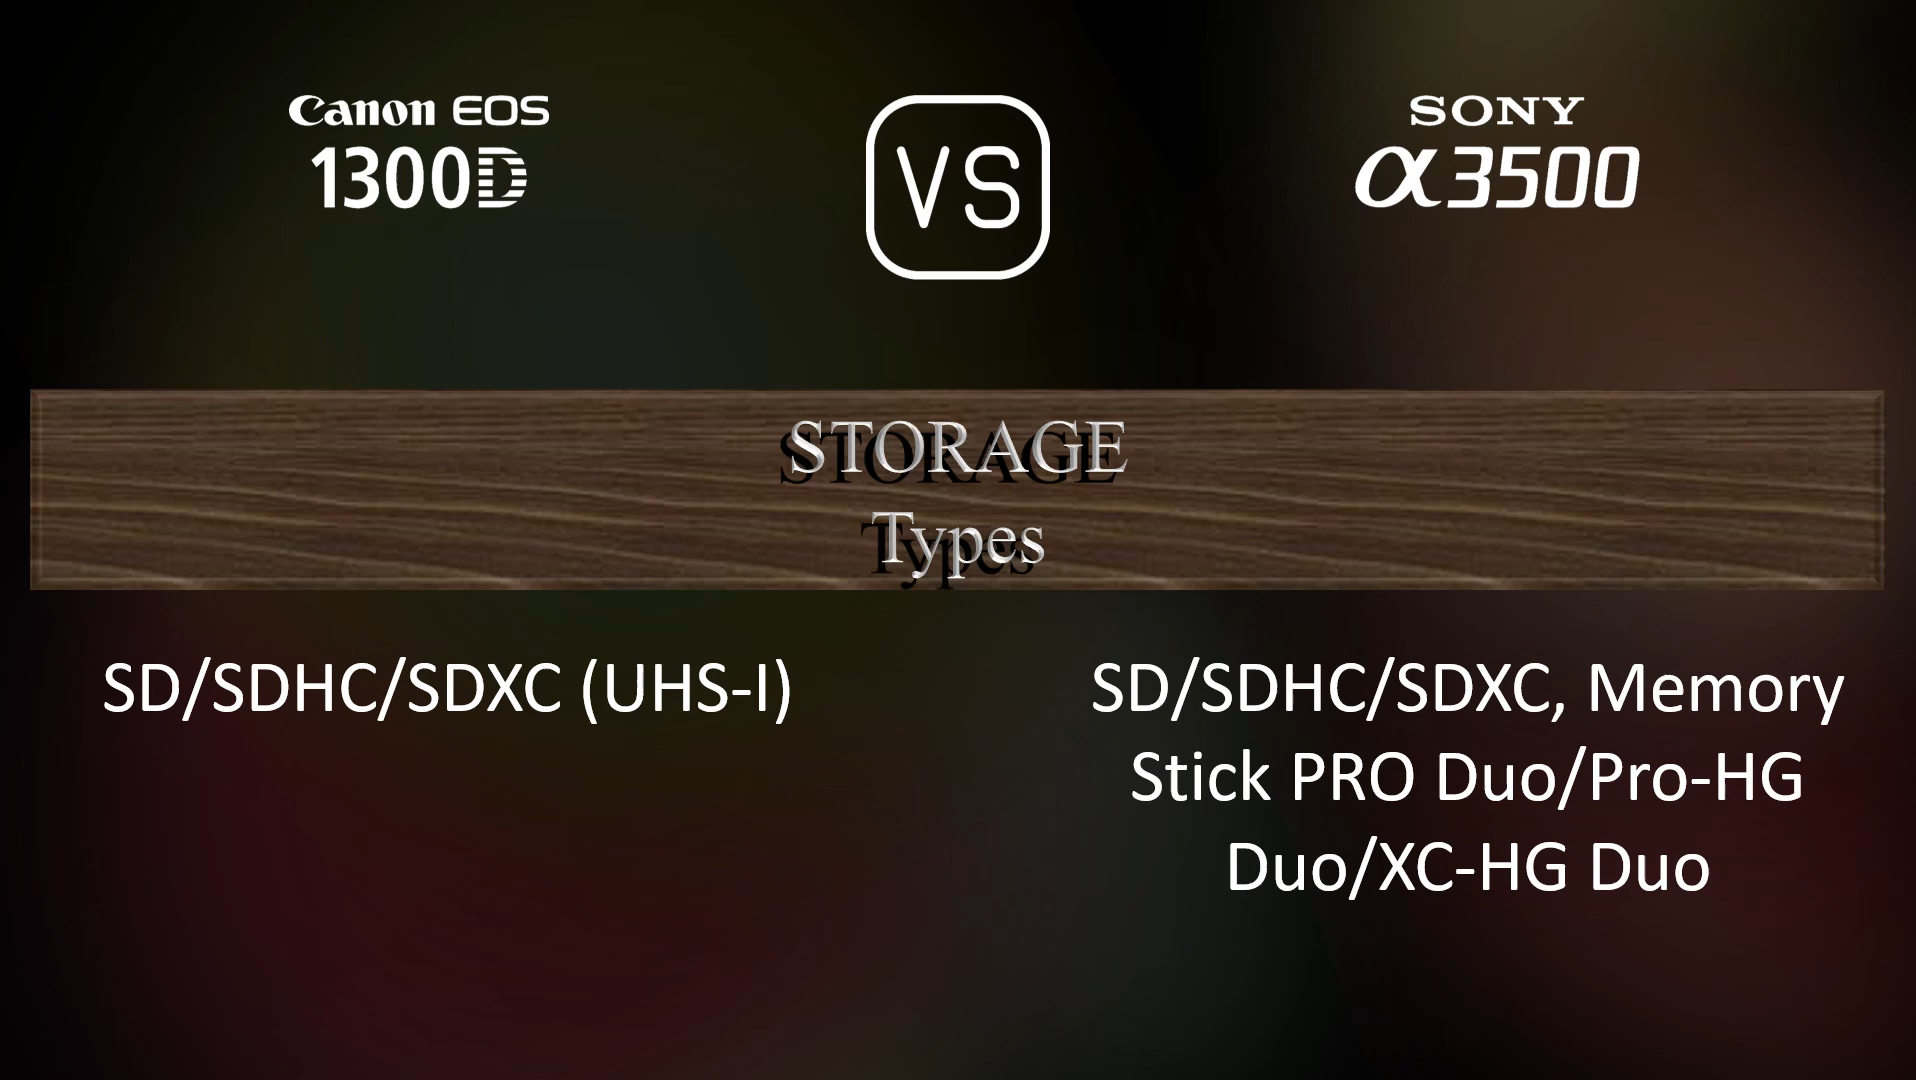 Canon EOS
1300D
VS
SONY
α3500
STORAGE
Types
SD/SDHC/SDXC (UHS-I)
SD/SDHC/SDXC, Memory
Stick PRO Duo/Pro-HG
Duo/XC-HG Duo